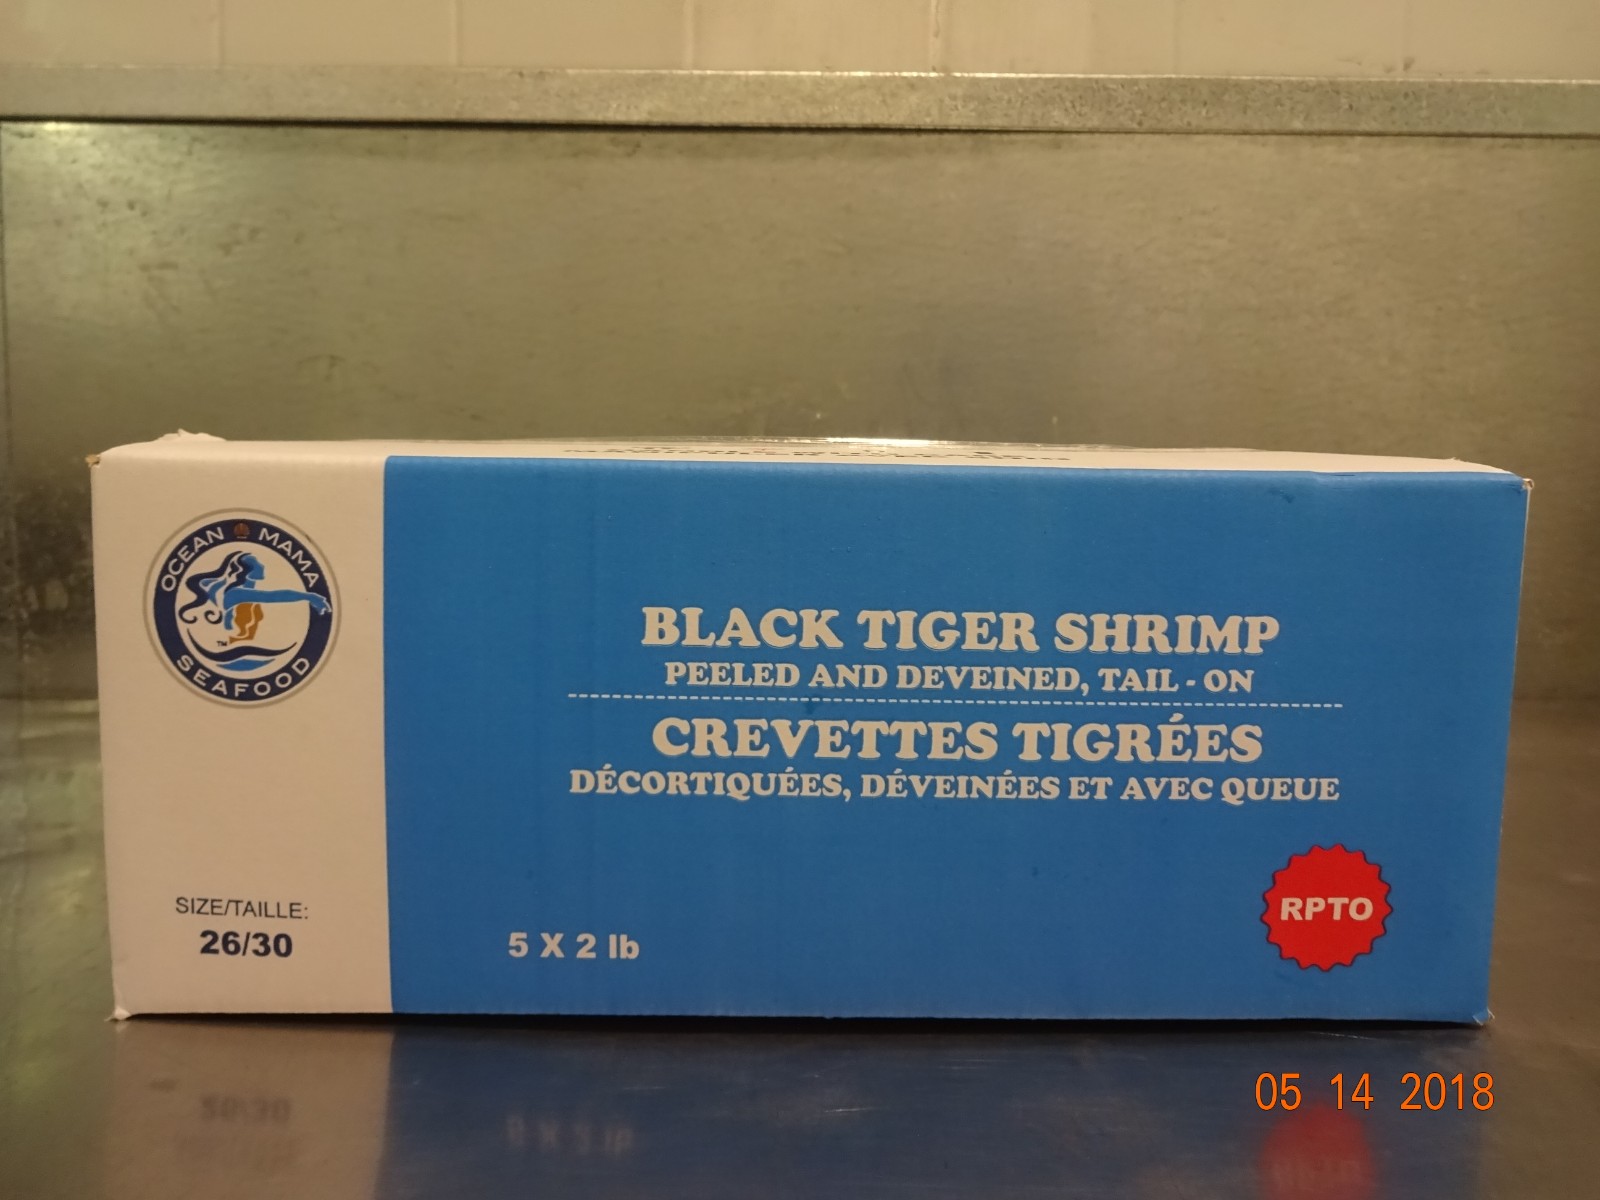 OCEAN MAMA
SEAFOOD
TM
BLACK TIGER SHRIMP
PEELED AND DEVEINED, TAIL - ON
CREVETTES TIGRÉES
DÉCORTIQUÉES, DÉVEINÉES ET AVEC QUEUE
SIZE/TAILLE:
26/30
5 X 2 lb
RPTO
05 14 2018